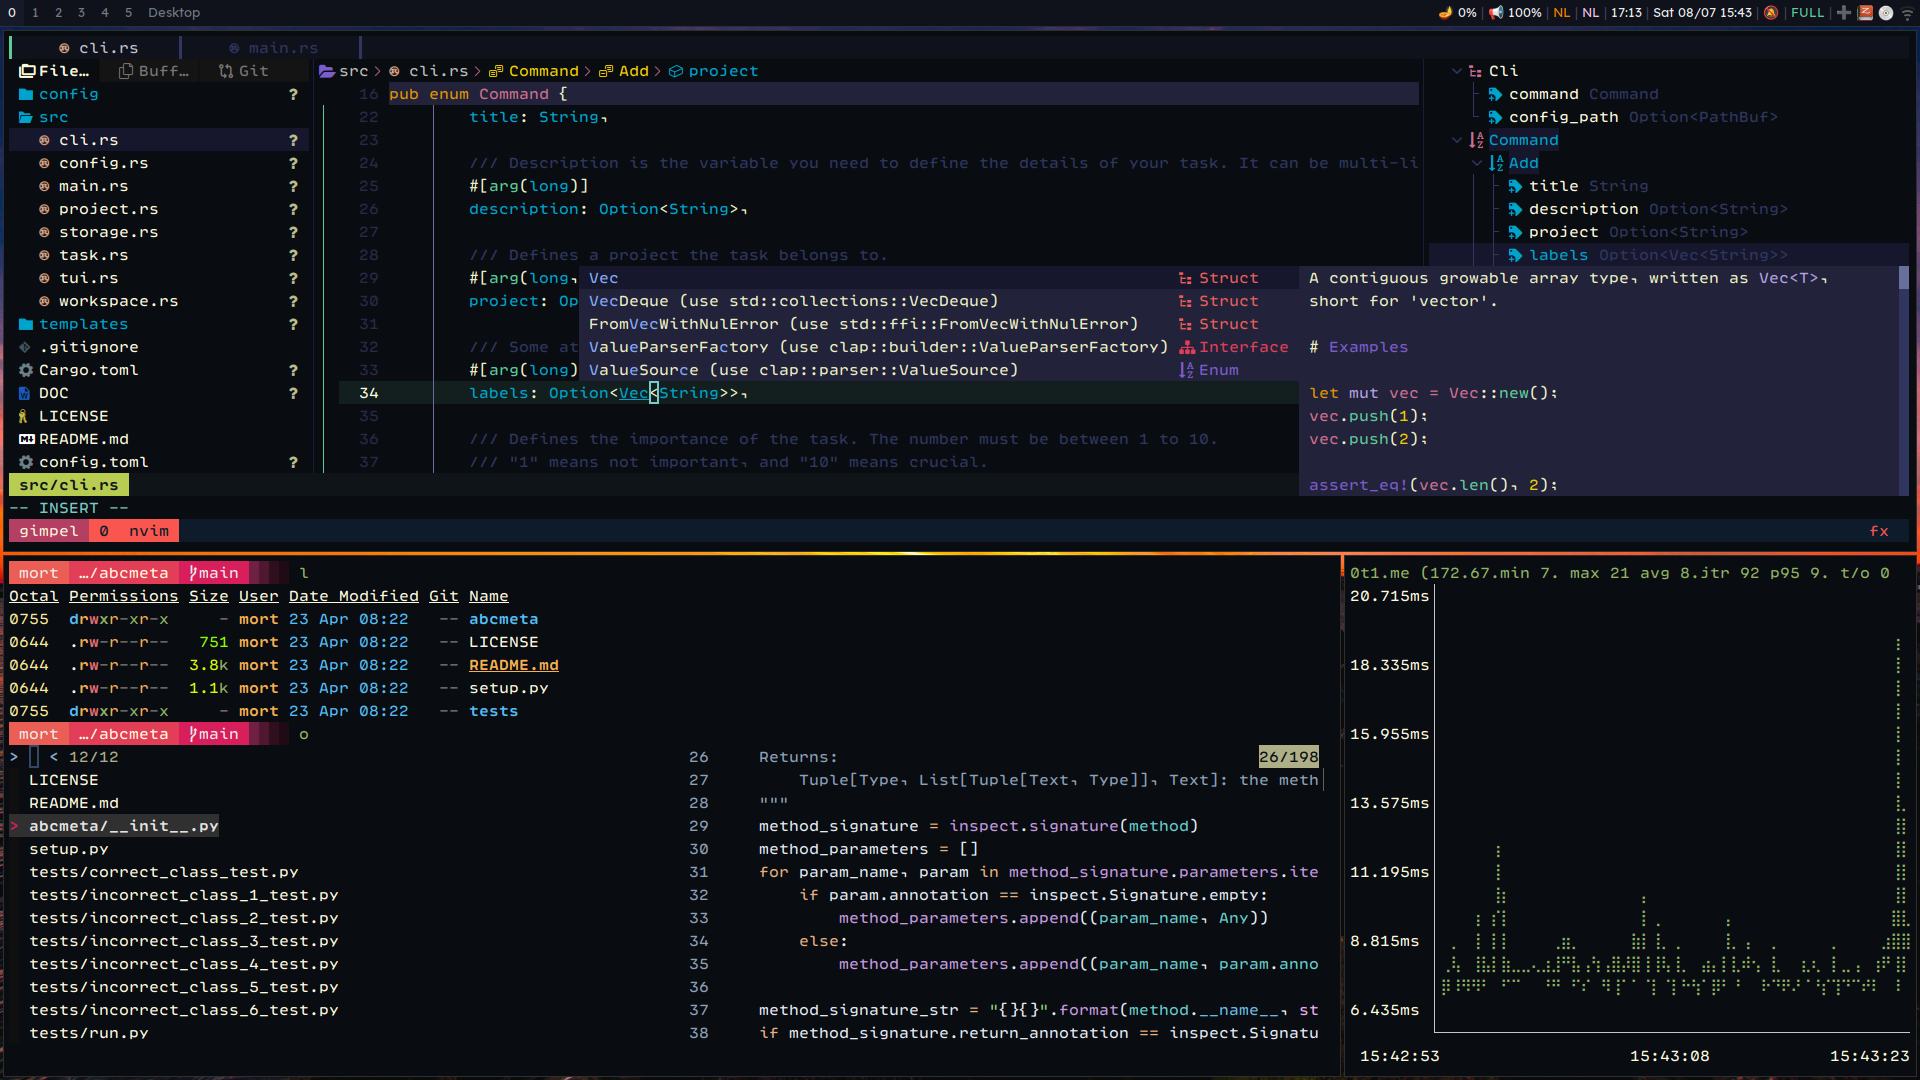 0 1 2 3 4 5 Desktop
0% 100% NL NL 17:13 Sat 08/07 15:43 FULL
cli.rs main.rs
File… Buff… Git
src > cli.rs > Command > Add > project
config ?
src
cli.rs ?
config.rs ?
main.rs ?
project.rs ?
storage.rs ?
task.rs ?
tui.rs ?
workspace.rs ?
templates ?
.gitignore
Cargo.toml ?
DOC ?
LICENSE
README.md
config.toml ?
16 pub enum Command {
22 title: String,
23
24 /// Description is the variable you need to define the details of your task. It can be multi-li
25 #[arg(long)]
26 description: Option<String>,
27
28 /// Defines a project the task belongs to.
29 #[arg(long,
30 project: Op
31
32 /// Some at
33 #[arg(long)
34 labels: Option<Vec<String>>,
35
36 /// Defines the importance of the task. The number must be between 1 to 10.
37 /// "1" means not important, and "10" means crucial.
Vec Struct
VecDeque (use std::collections::VecDeque) Struct
FromVecWithNulError (use std::ffi::FromVecWithNulError) Struct
ValueParserFactory (use clap::builder::ValueParserFactory) Interface
ValueSource (use clap::parser::ValueSource) Enum
Cli
command Command
config_path Option<PathBuf>
Command
Add
title String
description Option<String>
project Option<String>
labels Option<Vec<String>>
A contiguous growable array type, written as Vec<T>,
short for 'vector'.
# Examples
let mut vec = Vec::new();
vec.push(1);
vec.push(2);
assert_eq!(vec.len(), 2);
src/cli.rs
-- INSERT --
gimpel 0 nvim fx
mort …/abcmeta main l
Octal Permissions Size User Date Modified Git Name
0755 drwxr-xr-x - mort 23 Apr 08:22 -- abcmeta
0644 .rw-r--r-- 751 mort 23 Apr 08:22 -- LICENSE
0644 .rw-r--r-- 3.8k mort 23 Apr 08:22 -- README.md
0644 .rw-r--r-- 1.1k mort 23 Apr 08:22 -- setup.py
0755 drwxr-xr-x - mort 23 Apr 08:22 -- tests
mort …/abcmeta main o
> < 12/12
LICENSE
README.md
> abcmeta/__init__.py
setup.py
tests/correct_class_test.py
tests/incorrect_class_1_test.py
tests/incorrect_class_2_test.py
tests/incorrect_class_3_test.py
tests/incorrect_class_4_test.py
tests/incorrect_class_5_test.py
tests/incorrect_class_6_test.py
tests/run.py
26 Returns: 26/198
27 Tuple[Type, List[Tuple[Text, Type]], Text]: the meth
28 """
29 method_signature = inspect.signature(method)
30 method_parameters = []
31 for param_name, param in method_signature.parameters.ite
32 if param.annotation == inspect.Signature.empty:
33 method_parameters.append((param_name, Any))
34 else:
35 method_parameters.append((param_name, param.anno
36
37 method_signature_str = "{}{}".format(method.__name__, st
38 if method_signature.return_annotation == inspect.Signatu
0t1.me (172.67.min 7. max 21 avg 8.jtr 92 p95 9. t/o 0
20.715ms
18.335ms
15.955ms
13.575ms
11.195ms
8.815ms
6.435ms
15:42:53 15:43:08 15:43:23